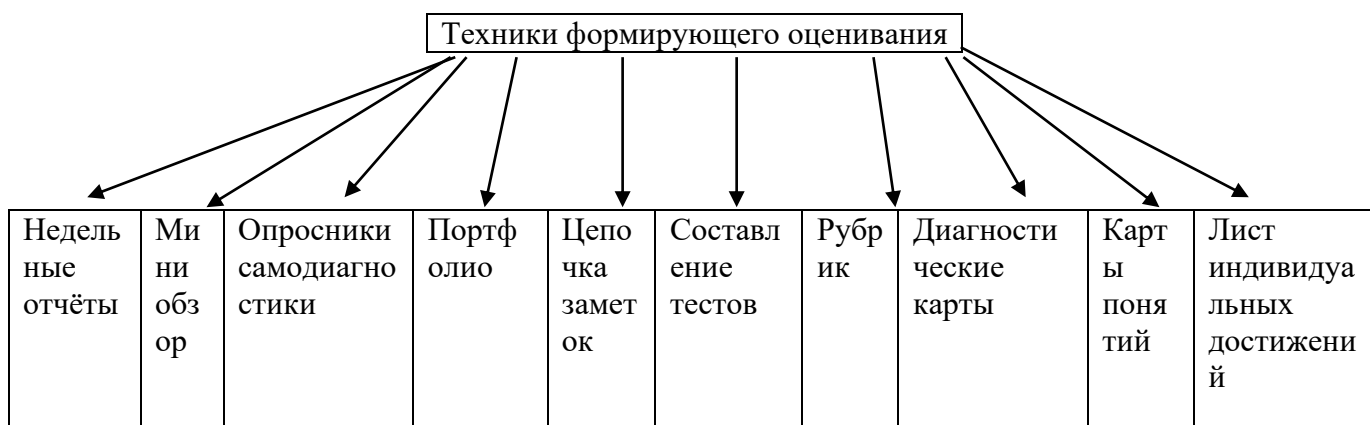 Техники формирующего оценивания
Недель
ные
отчёты
Ми
ни
обз
ор
Опросники
самодиагно
стики
Портф
олио
Цепо
чка
замет
ок
Составл
ение
тестов
Рубр
ик
Диагности
ческие
карты
Карт
ы
поня
тий
Лист
индивидуа
льных
достижени
й